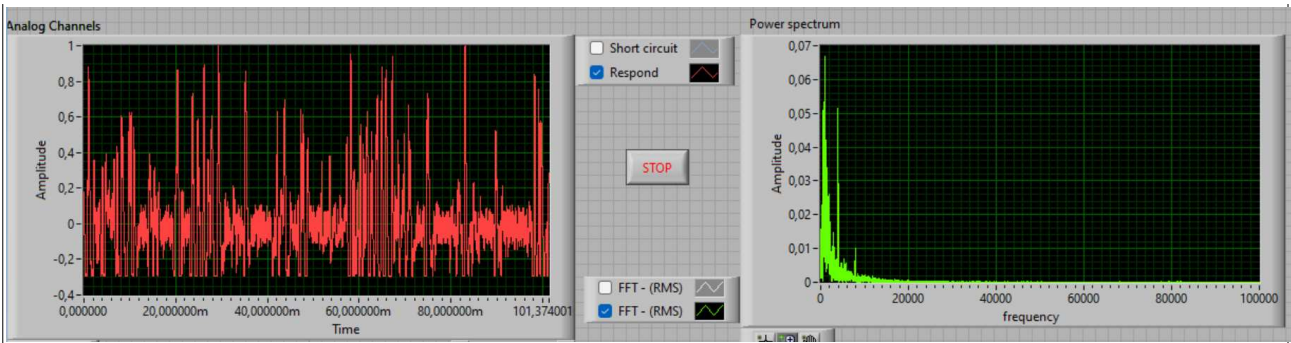 Analog Channels
1
0,8
0,6
0,4
0,2
0
-0,2
-0,4
Amplitude
0,000000
20,000000m
40,000000m
60,000000m
80,0000000m
101,374001
Time
Short circuit
Respond
STOP
FFT - (RMS)
FFT - (RMS)
Power spectrum
0,07
0,06
0,05
0,04
0,03
0,02
0,01
0
Amplitude
0
20000
40000
60000
80000
100000
frequency